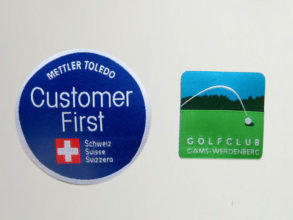 METTLER TOLEDO
Customer
First
Schweiz
Suisse
Svizzera
GOLFCLUB
GAMS-WERDENBERG